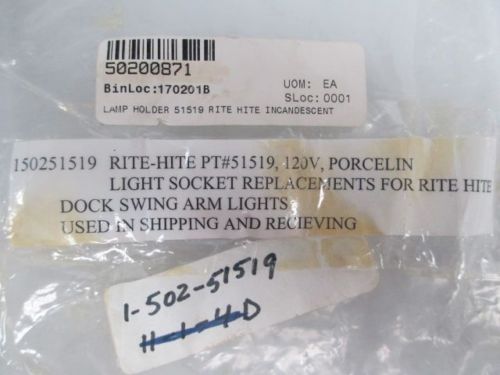 50200871
BinLoc:170201B
UOM: EA
SLoc:0001
LAMP HOLDER 51519 RITE HITE INCANDESCENT
150251519 RITE-HITE PT#51519, 120V, PORCELIN
LIGHT SOCKET REPLACEMENTS FOR RITE HITE
DOCK SWING ARM LIGHTS
USED IN SHIPPING AND RECIEVING
1-502-51519
H-1-4D